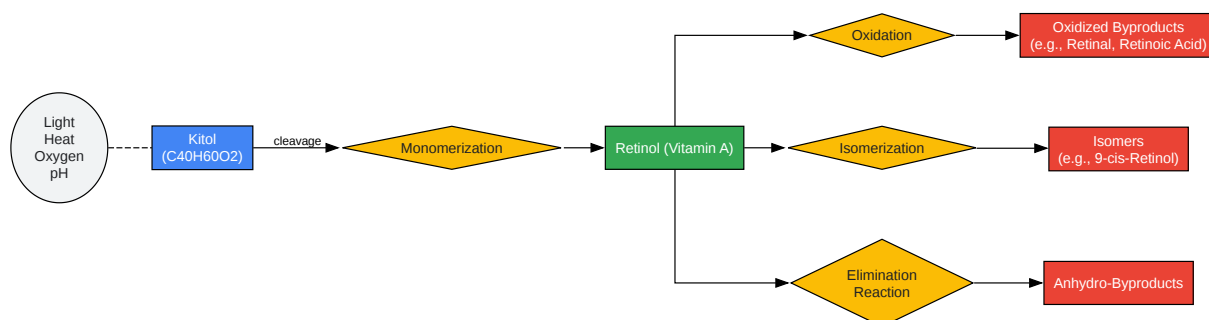 Light
Heat
Oxygen
pH
Kitol
(C40H60O2)
cleavage
Monomerization
Retinol (Vitamin A)
Oxidation
Oxidized Byproducts
(e.g., Retinal, Retinoic Acid)
Isomerization
Isomers
(e.g., 9-cis-Retinol)
Elimination
Reaction
Anhydro-Byproducts